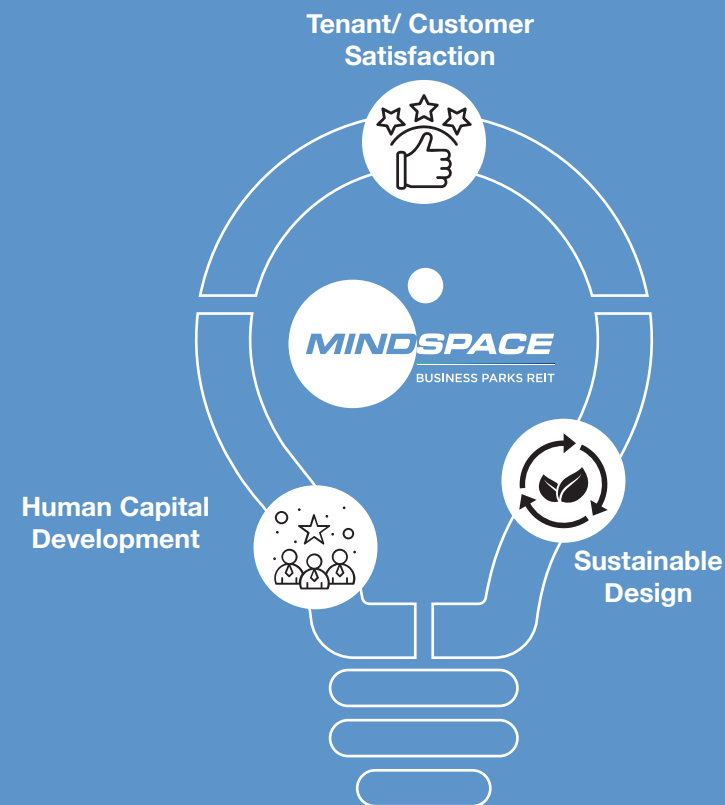 Tenant/ Customer
Satisfaction
MINDSPACE
BUSINESS PARKS REIT
Human Capital
Development
Sustainable
Design